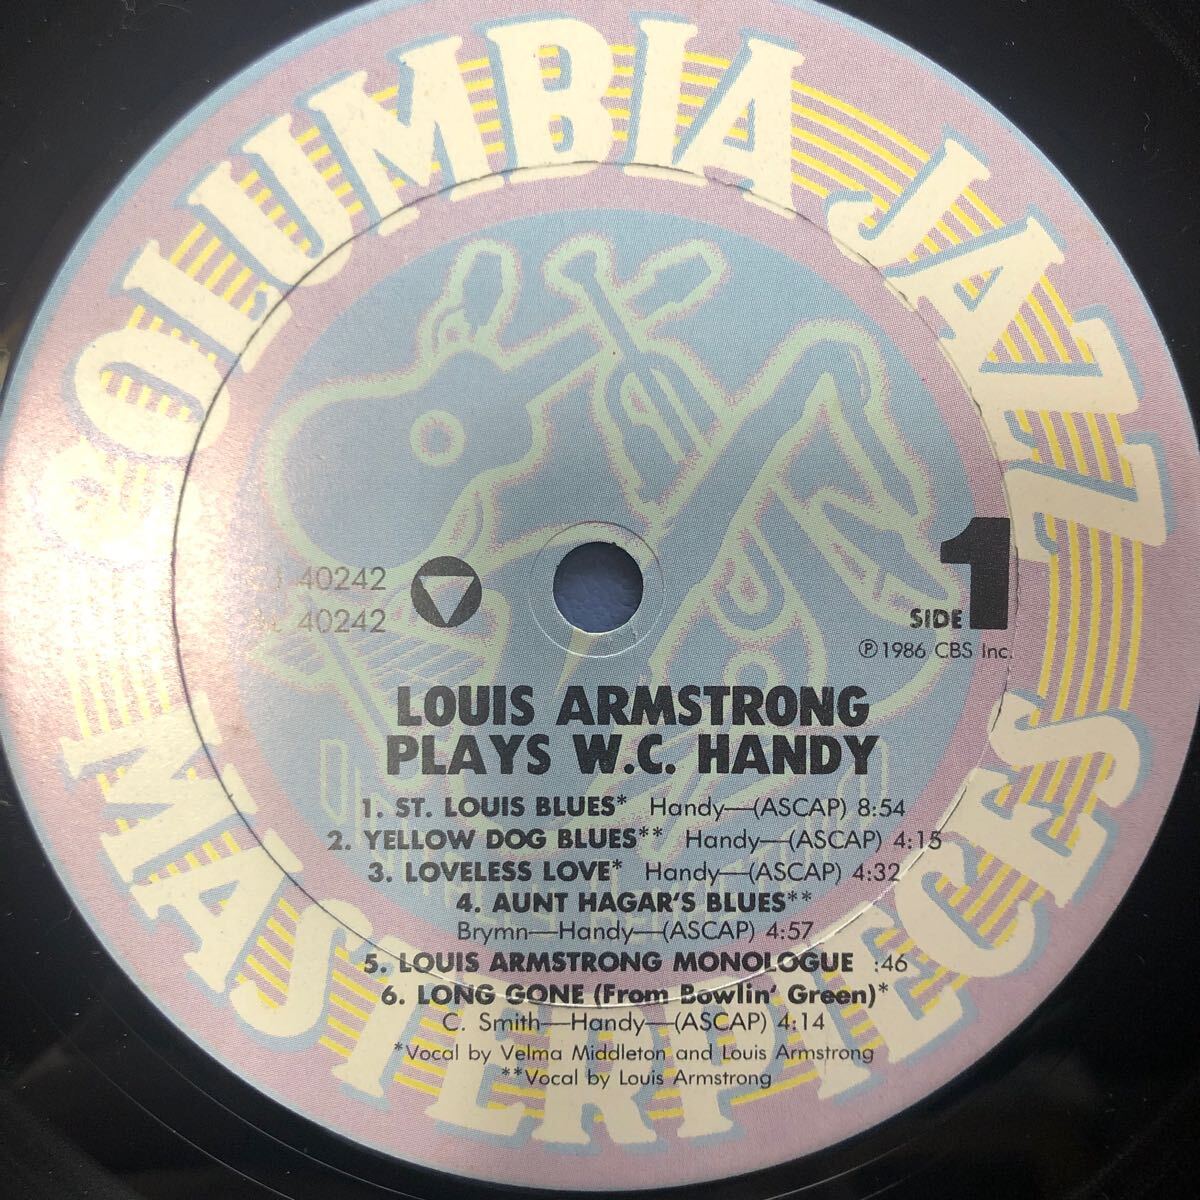 COLUMBIA JAZZ
MASTERPIECES
40242
40242
SIDE 1
℗1986 CBS Inc.
LOUIS ARMSTRONG
PLAYS W.C. HANDY
1. ST. LOUIS BLUES* Handy—(ASCAP) 8:54
2. YELLOW DOG BLUES** Handy—(ASCAP) 4:15
3. LOVELESS LOVE* Handy—(ASCAP) 4:32
4. AUNT HAGAR'S BLUES**
Brymn—Handy—(ASCAP) 4:57
5. LOUIS ARMSTRONG MONOLOGUE :46
6. LONG GONE (From Bowlin' Green)*
C. Smith—Handy—(ASCAP) 4:14
*Vocal by Velma Middleton and Louis Armstrong
**Vocal by Louis Armstrong